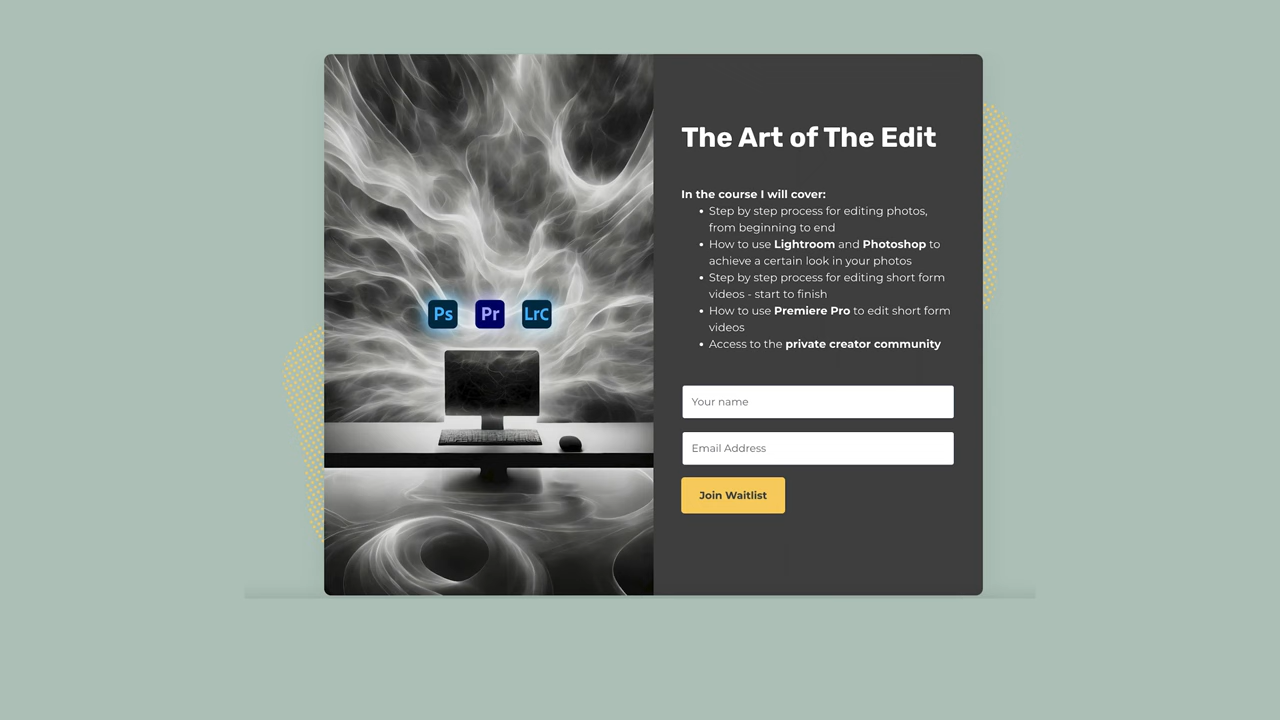 The Art of The Edit
In the course I will cover:
Step by step process for editing photos,
from beginning to end
How to use Lightroom and Photoshop to
achieve a certain look in your photos
Step by step process for editing short form
videos - start to finish
How to use Premiere Pro to edit short form
videos
Access to the private creator community
Ps Pr LrC
Your name
Email Address
Join Waitlist